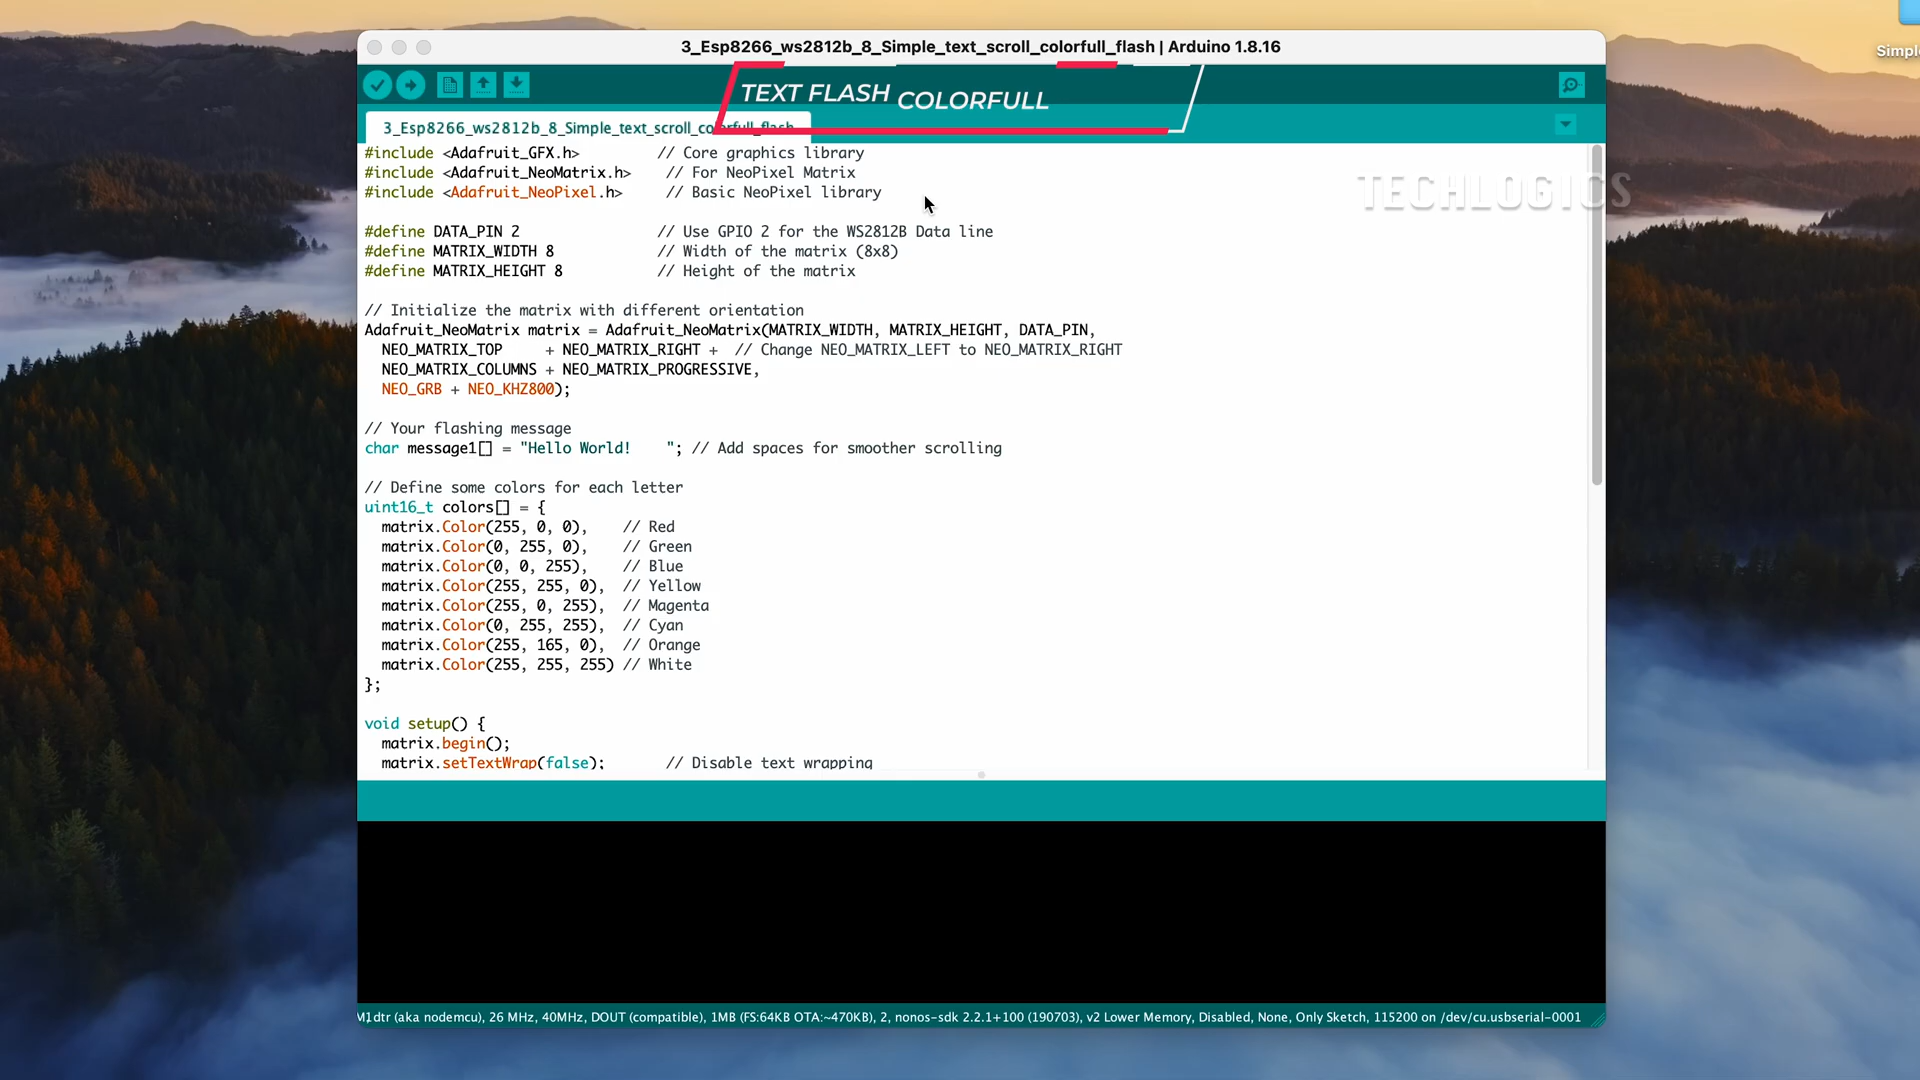 3_Esp8266_ws2812b_8_Simple_text_scroll_colorfull_flash | Arduino 1.8.16
Simple
TEXT FLASH COLORFULL
3_Esp8266_ws2812b_8_Simple_text_scroll_colorfull_flash
TECHLOGICS
#include <Adafruit_GFX.h>         // Core graphics library
#include <Adafruit_NeoMatrix.h>    // For NeoPixel Matrix
#include <Adafruit_NeoPixel.h>     // Basic NeoPixel library
#define DATA_PIN 2                // Use GPIO 2 for the WS2812B Data line
#define MATRIX_WIDTH 8            // Width of the matrix (8x8)
#define MATRIX_HEIGHT 8           // Height of the matrix
// Initialize the matrix with different orientation
Adafruit_NeoMatrix matrix = Adafruit_NeoMatrix(MATRIX_WIDTH, MATRIX_HEIGHT, DATA_PIN,
  NEO_MATRIX_TOP     + NEO_MATRIX_RIGHT +  // Change NEO_MATRIX_LEFT to NEO_MATRIX_RIGHT
  NEO_MATRIX_COLUMNS + NEO_MATRIX_PROGRESSIVE,
  NEO_GRB + NEO_KHZ800);
// Your flashing message
char message1[] = "Hello World!    "; // Add spaces for smoother scrolling
// Define some colors for each letter
uint16_t colors[] = {
  matrix.Color(255, 0, 0),    // Red
  matrix.Color(0, 255, 0),    // Green
  matrix.Color(0, 0, 255),    // Blue
  matrix.Color(255, 255, 0),  // Yellow
  matrix.Color(255, 0, 255),  // Magenta
  matrix.Color(0, 255, 255),  // Cyan
  matrix.Color(255, 165, 0),  // Orange
  matrix.Color(255, 255, 255) // White
};
void setup() {
  matrix.begin();
  matrix.setTextWrap(false);       // Disable text wrapping
dtr (aka nodemcu), 26 MHz, 40MHz, DOUT (compatible), 1MB (FS:64KB OTA:~470KB), 2, nonos-sdk 2.2.1+100 (190703), v2 Lower Memory, Disabled, None, Only Sketch, 115200 on /dev/cu.usbserial-0001